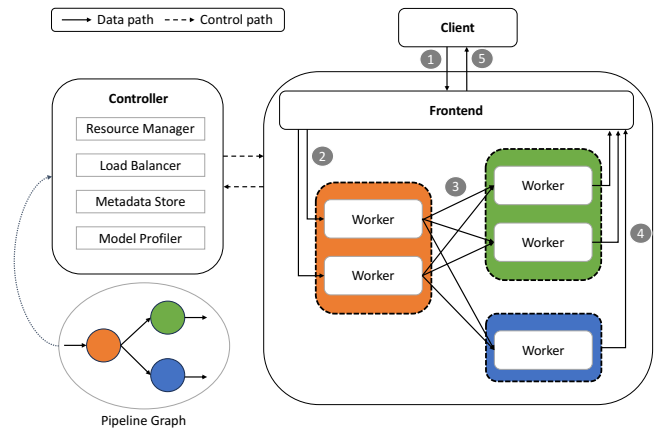 Data path
Control path
Client
1
5
Controller
Resource Manager
Load Balancer
Metadata Store
Model Profiler
Frontend
2
3
Worker
Worker
Worker
Worker
4
Worker
Pipeline Graph